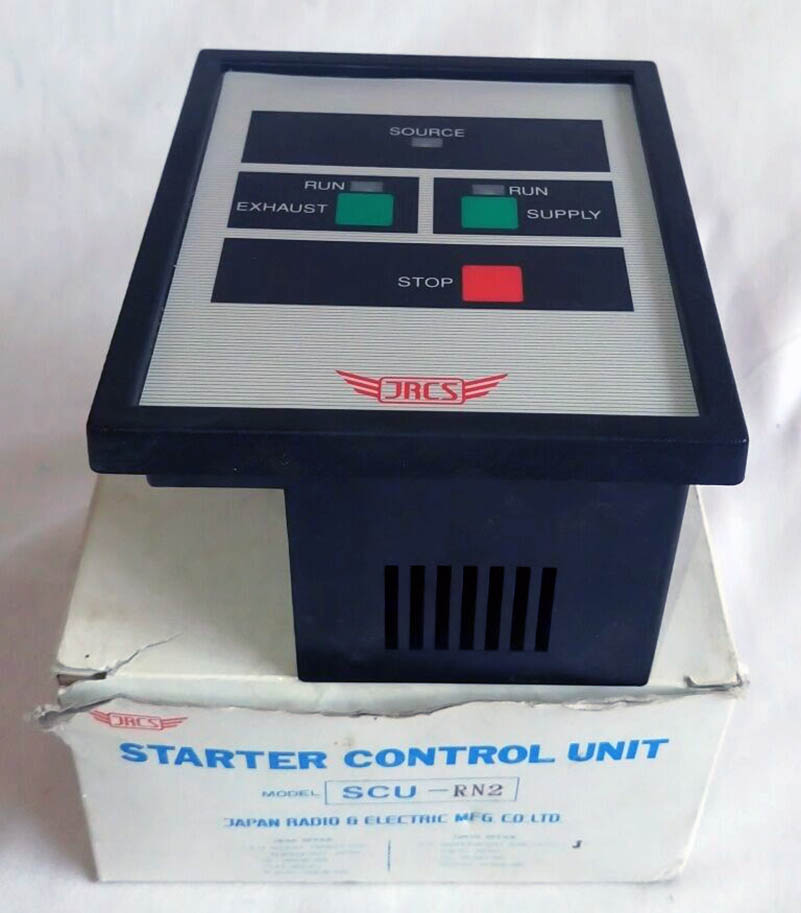 SOURCE
RUN
RUN
EXHAUST
SUPPLY
STOP
JRCS
JRCS
STARTER CONTROL UNIT
MODEL SCU-RN2
JAPAN RADIO & ELECTRIC MFG CO.LTD.
J